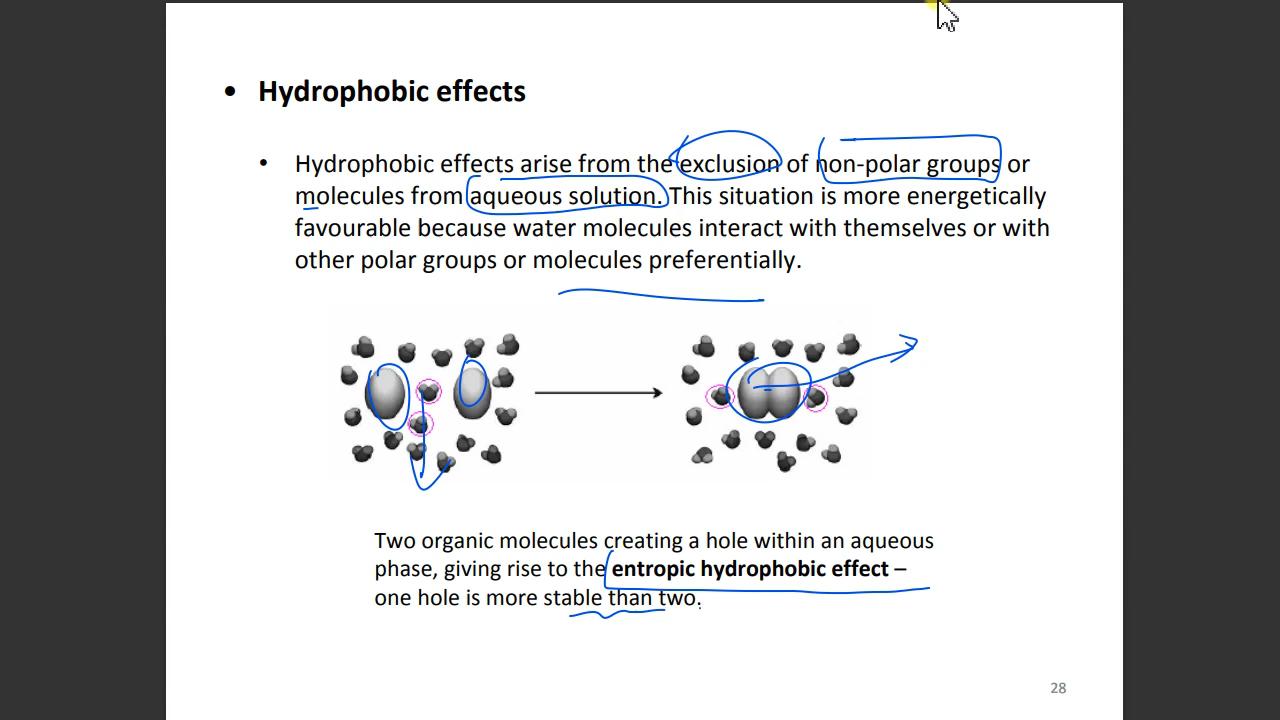 • Hydrophobic effects
• Hydrophobic effects arise from the exclusion of non-polar groups or
molecules from aqueous solution. This situation is more energetically
favourable because water molecules interact with themselves or with
other polar groups or molecules preferentially.
Two organic molecules creating a hole within an aqueous
phase, giving rise to the entropic hydrophobic effect –
one hole is more stable than two.
28